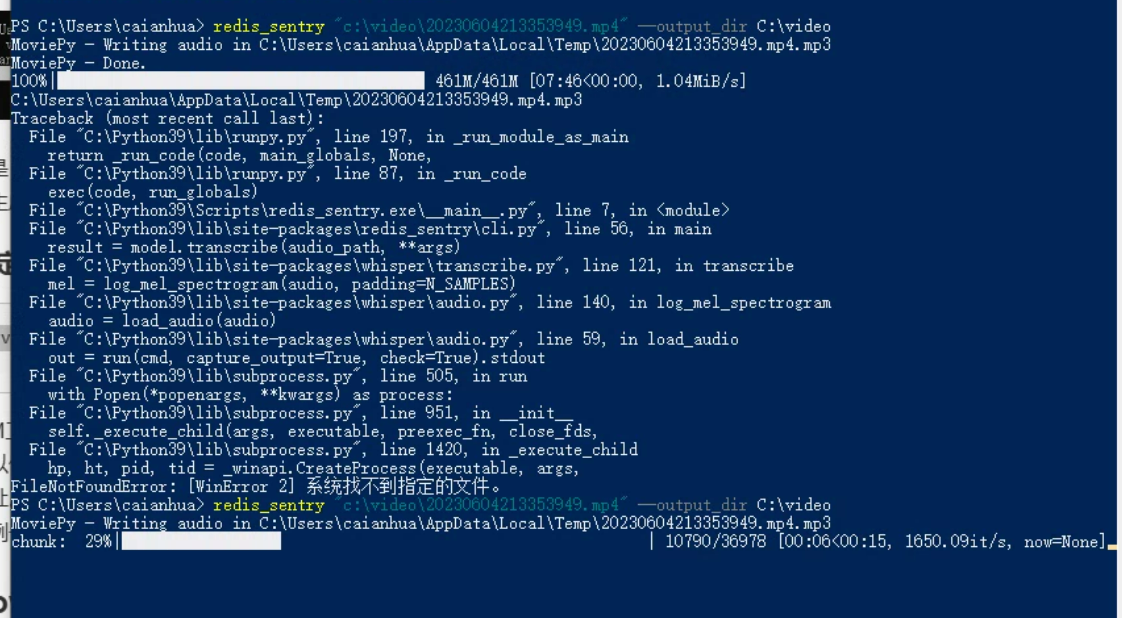 PS C:\Users\caianhua> redis_sentry "c:\video\20230604213353949.mp4" --output_dir C:\video
MoviePy - Writing audio in C:\Users\caianhua\AppData\Local\Temp\20230604213353949.mp4.mp3
MoviePy - Done.
100%| 461M/461M [07:46<00:00, 1.04MiB/s]
C:\Users\caianhua\AppData\Local\Temp\20230604213353949.mp4.mp3
Traceback (most recent call last):
File "C:\Python39\lib\runpy.py", line 197, in _run_module_as_main
return _run_code(code, main_globals, None,
File "C:\Python39\lib\runpy.py", line 87, in _run_code
exec(code, run_globals)
File "C:\Python39\Scripts\redis_sentry.exe\__main__.py", line 7, in <module>
File "C:\Python39\lib\site-packages\redis_sentry\cli.py", line 56, in main
result = model.transcribe(audio_path, **args)
File "C:\Python39\lib\site-packages\whisper\transcribe.py", line 121, in transcribe
mel = log_mel_spectrogram(audio, padding=N_SAMPLES)
File "C:\Python39\lib\site-packages\whisper\audio.py", line 140, in log_mel_spectrogram
audio = load_audio(audio)
File "C:\Python39\lib\site-packages\whisper\audio.py", line 59, in load_audio
out = run(cmd, capture_output=True, check=True).stdout
File "C:\Python39\lib\subprocess.py", line 505, in run
with Popen(*popenargs, **kwargs) as process:
File "C:\Python39\lib\subprocess.py", line 951, in __init__
self._execute_child(args, executable, preexec_fn, close_fds,
File "C:\Python39\lib\subprocess.py", line 1420, in _execute_child
hp, ht, pid, tid = _winapi.CreateProcess(executable, args,
FileNotFoundError: [WinError 2] 系统找不到指定的文件。
PS C:\Users\caianhua> redis_sentry "c:\video\20230604213353949.mp4" --output_dir C:\video
MoviePy - Writing audio in C:\Users\caianhua\AppData\Local\Temp\20230604213353949.mp4.mp3
chunk: 29%| | 10790/36978 [00:06<00:15, 1650.09it/s, now=None]